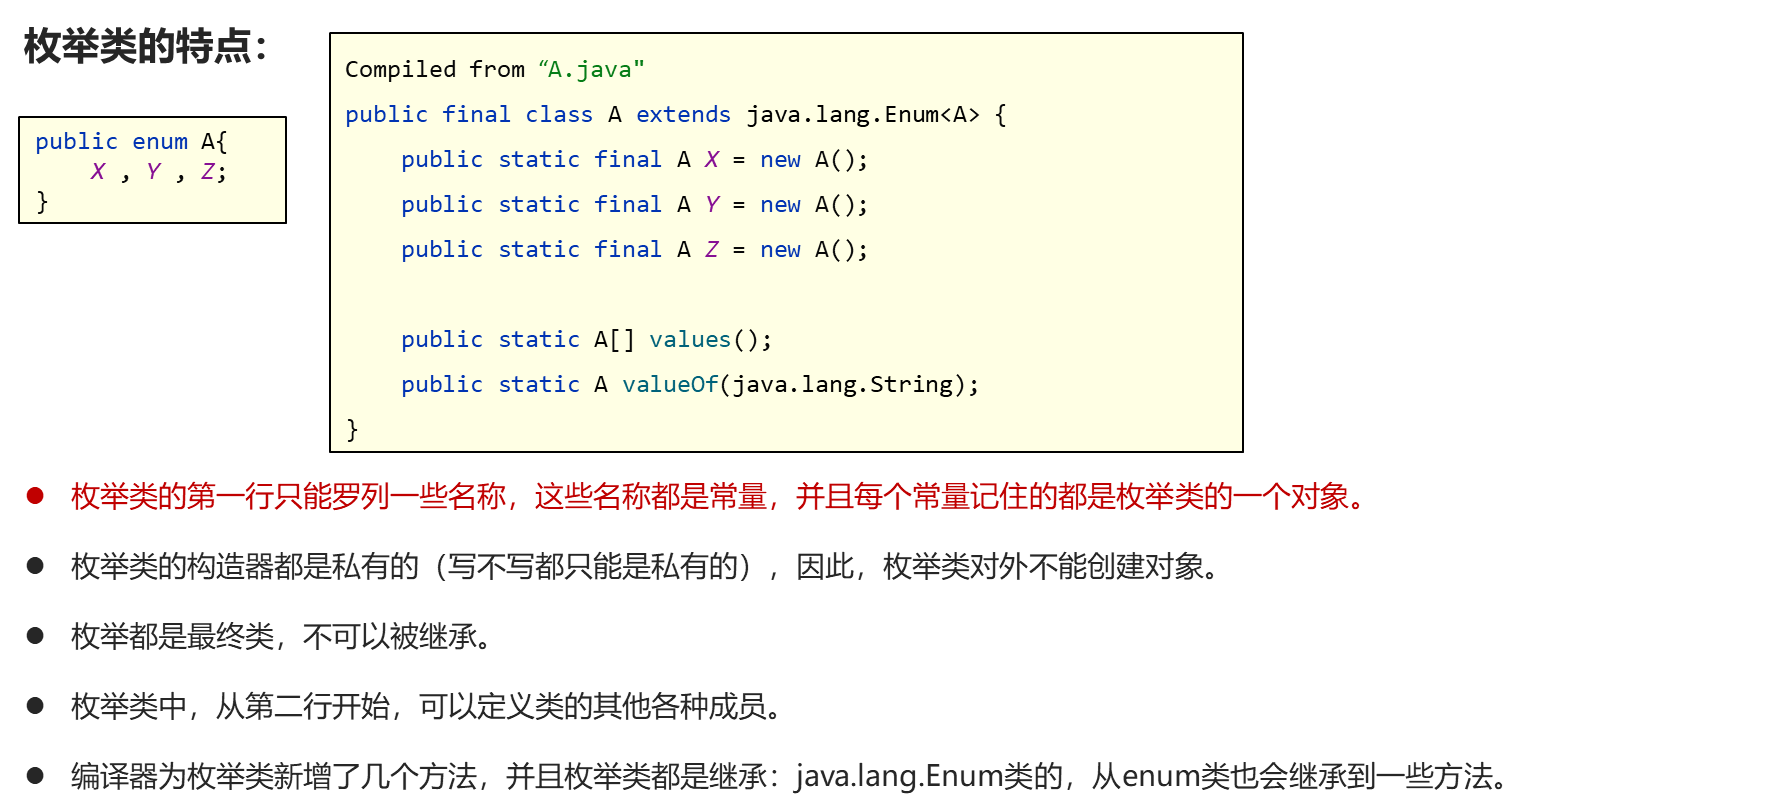 枚举类的特点：
public enum A{
    X , Y , Z;
}
Compiled from “A.java"
public final class A extends java.lang.Enum<A> {
    public static final A X = new A();
    public static final A Y = new A();
    public static final A Z = new A();
    public static A[] values();
    public static A valueOf(java.lang.String);
}
● 枚举类的第一行只能罗列一些名称，这些名称都是常量，并且每个常量记住的都是枚举类的一个对象。
● 枚举类的构造器都是私有的（写不写都只能是私有的），因此，枚举类对外不能创建对象。
● 枚举都是最终类，不可以被继承。
● 枚举类中，从第二行开始，可以定义类的其他各种成员。
● 编译器为枚举类新增了几个方法，并且枚举类都是继承：java.lang.Enum类的，从enum类也会继承到一些方法。